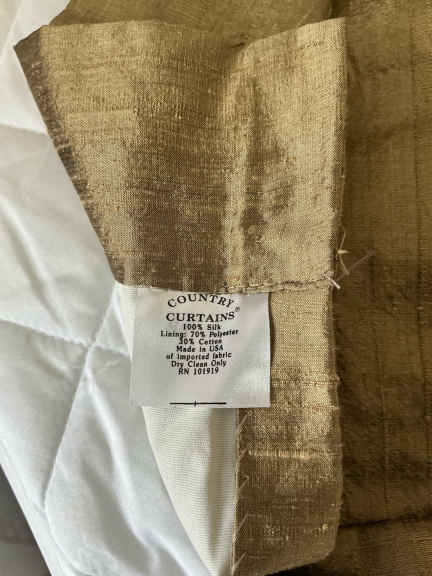 COUNTRY®
CURTAINS
100% Silk
Lining: 70% Polyester
30% Cotton
Made in USA
of imported fabric
Dry Clean Only
RN 101919